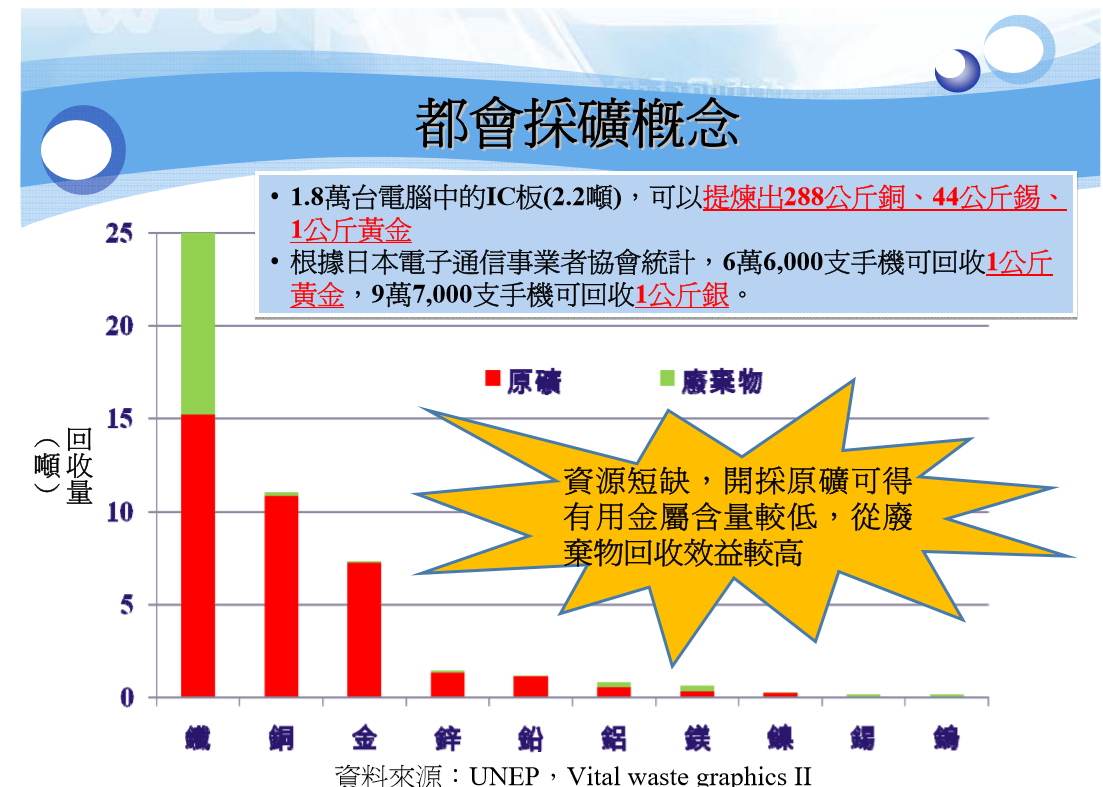 都會採礦概念
• 1.8萬台電腦中的IC板(2.2噸)，可以提煉出288公斤銅、44公斤錫、
1公斤黃金
• 根據日本電子通信事業者協會統計，6萬6,000支手機可回收1公斤
黃金，9萬7,000支手機可回收1公斤銀。
25
20
15
10
5
0
回收量
（噸）
原礦
廢棄物
資源短缺，開採原礦可得
有用金屬含量較低，從廢
棄物回收效益較高
銅 金 鋅 鉛 鋁 鎂 鎳 錫 鎢
資料來源：UNEP，Vital waste graphics II